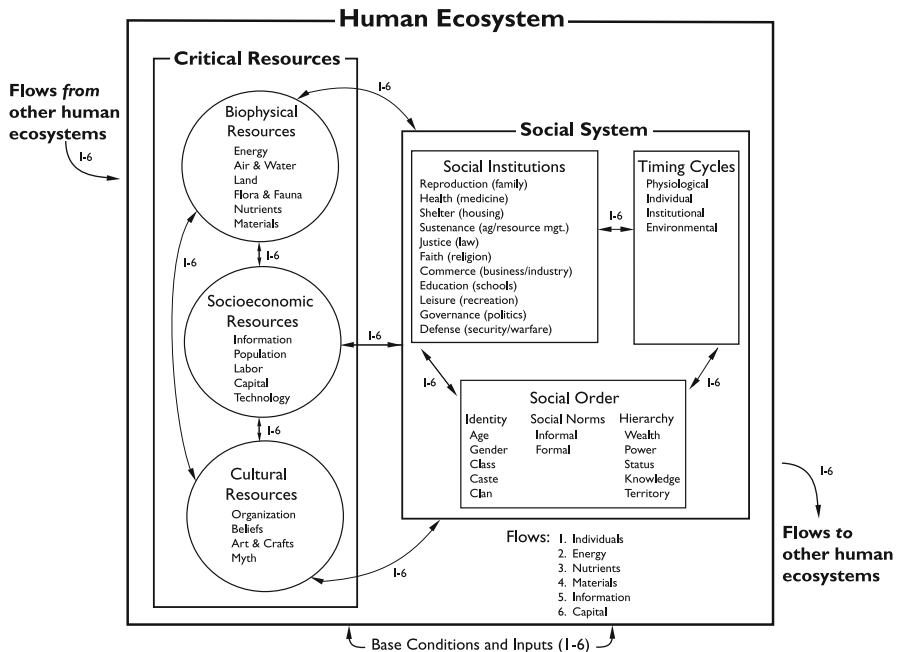 Human Ecosystem
Critical Resources
Flows from
other human
ecosystems
1-6
Biophysical
Resources
Energy
Air & Water
Land
Flora & Fauna
Nutrients
Materials
1-6
1-6
1-6
Socioeconomic
Resources
Information
Population
Labor
Capital
Technology
1-6
1-6
Cultural
Resources
Organization
Beliefs
Art & Crafts
Myth
1-6
Social System
Social Institutions
Reproduction (family)
Health (medicine)
Shelter (housing)
Sustenance (ag/resource mgt.)
Justice (law)
Faith (religion)
Commerce (business/industry)
Education (schools)
Leisure (recreation)
Governance (politics)
Defense (security/warfare)
1-6
Timing Cycles
Physiological
Individual
Institutional
Environmental
1-6
1-6
Social Order
Identity
Age
Gender
Class
Caste
Clan
Social Norms
Informal
Formal
Hierarchy
Wealth
Power
Status
Knowledge
Territory
1-6
Flows to
other human
ecosystems
Flows: 1. Individuals
2. Energy
3. Nutrients
4. Materials
5. Information
6. Capital
Base Conditions and Inputs (1-6)